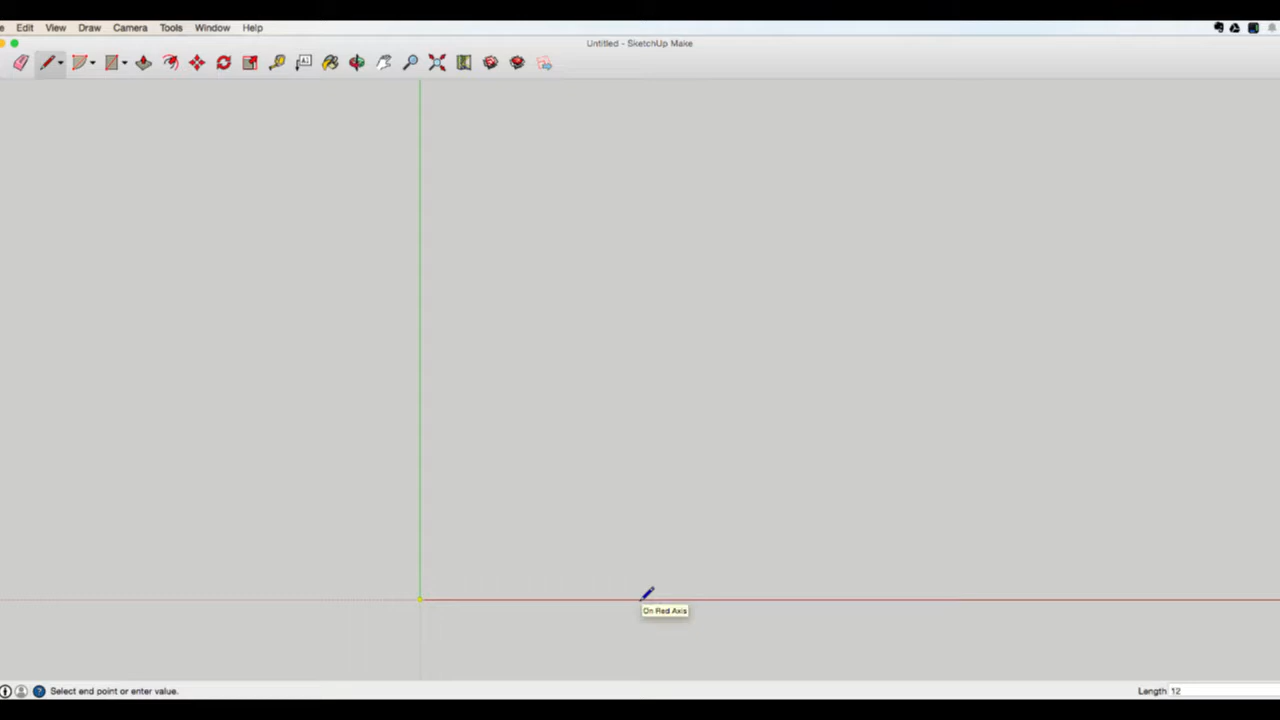 Edit View Draw Camera Tools Window Help
Untitled - SketchUp Make
A1
On Red Axis
Select end point or enter value.
Length 12